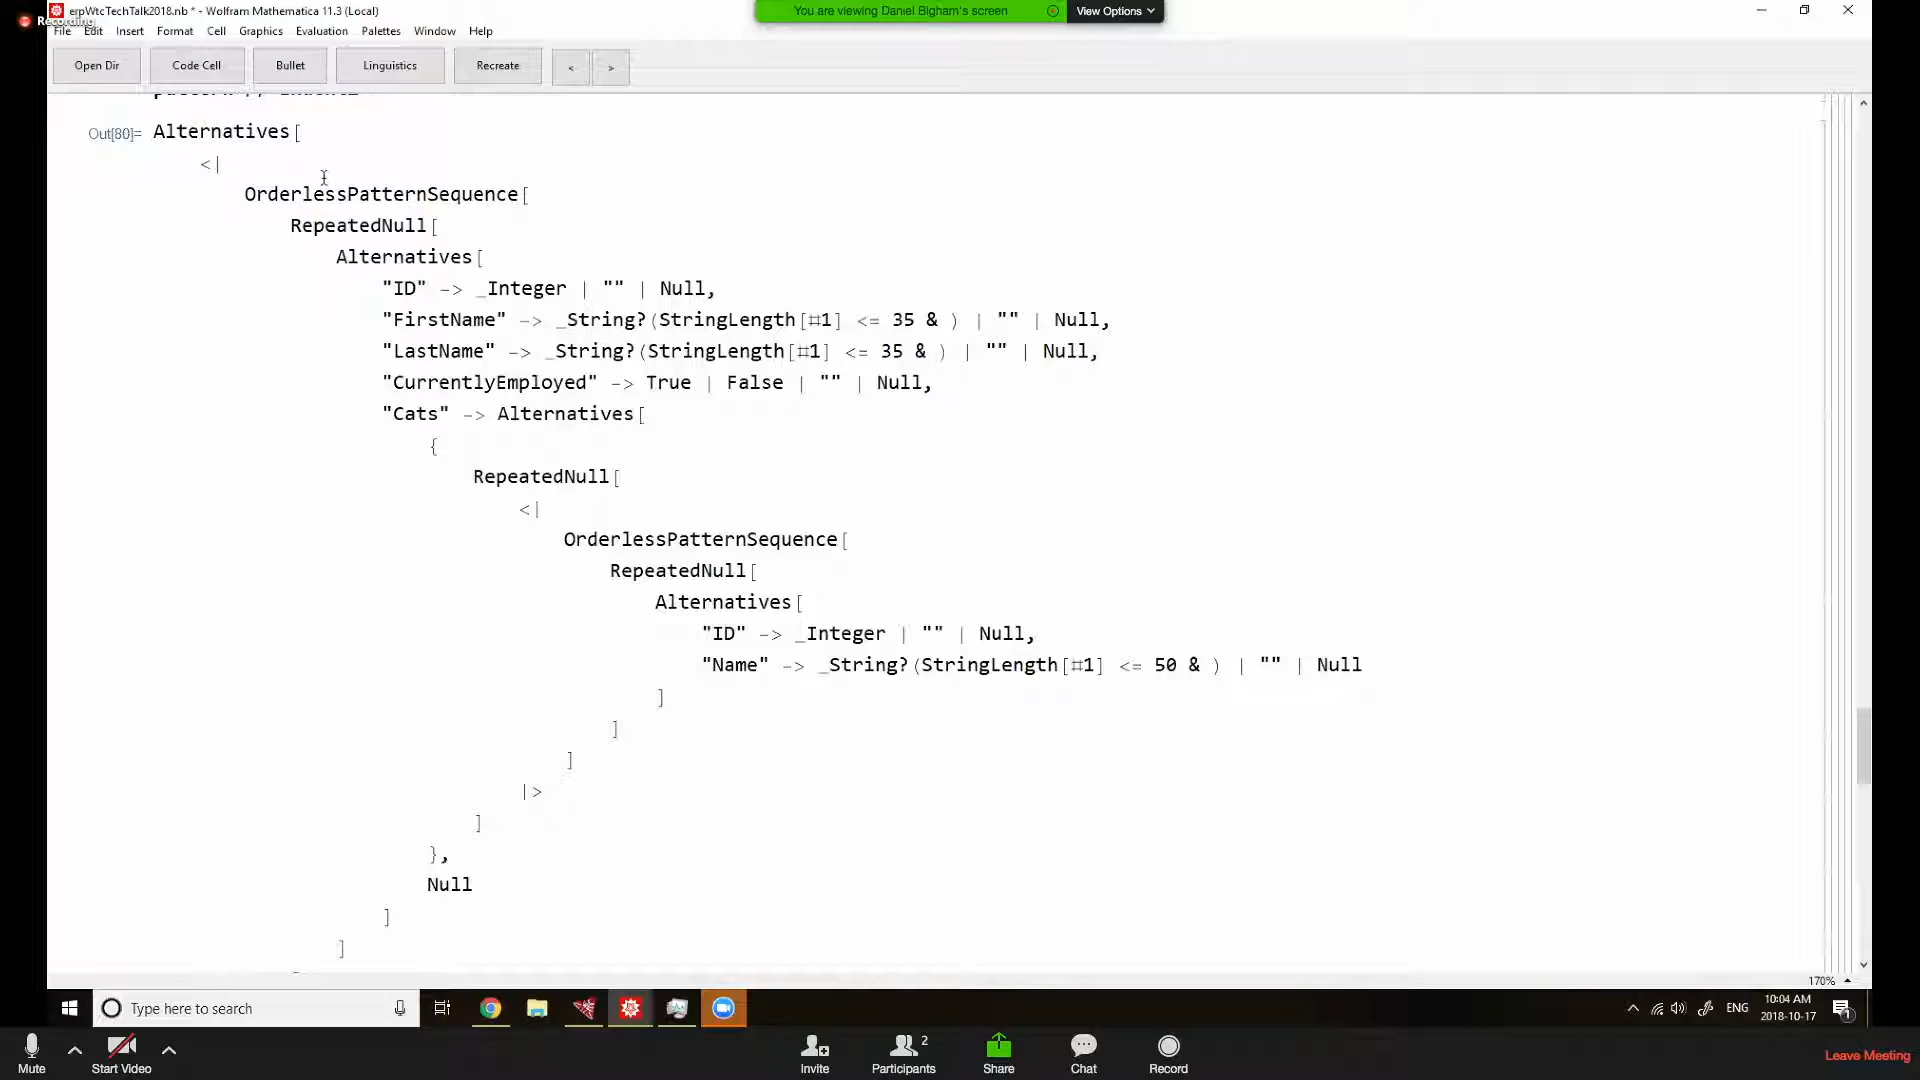 erpWtcTechTalk2018.nb * - Wolfram Mathematica 11.3 (Local)
You are viewing Daniel Bigham's screen
View Options
Recording
File Edit Insert Format Cell Graphics Evaluation Palettes Window Help
Open Dir Code Cell Bullet Linguistics Recreate < >
Out[80]= Alternatives[
<|
OrderlessPatternSequence[
RepeatedNull[
Alternatives[
"ID" -> _Integer | "" | Null,
"FirstName" -> _String?(StringLength[#1] <= 35 & ) | "" | Null,
"LastName" -> _String?(StringLength[#1] <= 35 & ) | "" | Null,
"CurrentlyEmployed" -> True | False | "" | Null,
"Cats" -> Alternatives[
{
RepeatedNull[
<|
OrderlessPatternSequence[
RepeatedNull[
Alternatives[
"ID" -> _Integer | "" | Null,
"Name" -> _String?(StringLength[#1] <= 50 & ) | "" | Null
]
]
]
|>
]
},
Null
]
]
170%
Type here to search
ENG
10:04 AM
2018-10-17
1
Mute
Start Video
Invite
2
Participants
Share
Chat
Record
Leave Meeting